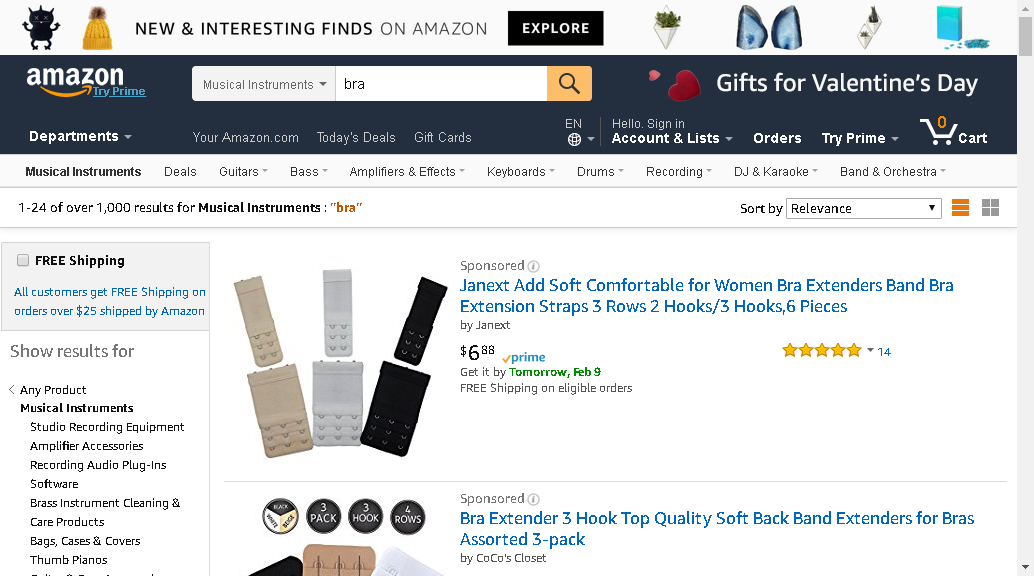 NEW & INTERESTING FINDS ON AMAZON EXPLORE
amazon
Try Prime
Musical Instruments bra
Gifts for Valentine's Day
Departments
Your Amazon.com Today's Deals Gift Cards
EN
Hello. Sign in
Account & Lists
Orders
Try Prime
0
Cart
Musical Instruments Deals Guitars Bass Amplifiers & Effects Keyboards Drums Recording DJ & Karaoke Band & Orchestra
1-24 of over 1,000 results for Musical Instruments : "bra"
Sort by Relevance
FREE Shipping
All customers get FREE Shipping on
orders over $25 shipped by Amazon
Show results for
Any Product
Musical Instruments
Studio Recording Equipment
Amplifier Accessories
Recording Audio Plug-Ins
Software
Brass Instrument Cleaning &
Care Products
Bags, Cases & Covers
Thumb Pianos
Sponsored
Janext Add Soft Comfortable for Women Bra Extenders Band Bra
Extension Straps 3 Rows 2 Hooks/3 Hooks,6 Pieces
by Janext
$6 88 prime
Get it by Tomorrow, Feb 9
FREE Shipping on eligible orders
14
BLACK
WHITE
BEIGE
3
PACK
3
HOOK
4
ROWS
Sponsored
Bra Extender 3 Hook Top Quality Soft Back Band Extenders for Bras
Assorted 3-pack
by CoCo's Closet